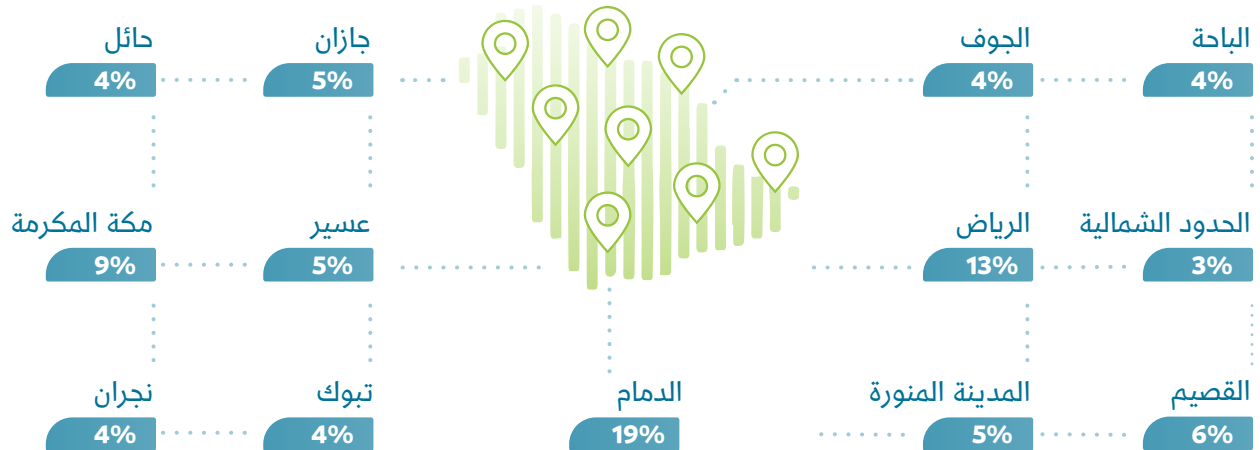 الباحة
4%
الجوف
4%
جازان
5%
حائل
4%
الحدود الشمالية
3%
الرياض
13%
عسير
5%
مكة المكرمة
9%
القصيم
6%
المدينة المنورة
5%
الدمام
19%
تبوك
4%
نجران
4%